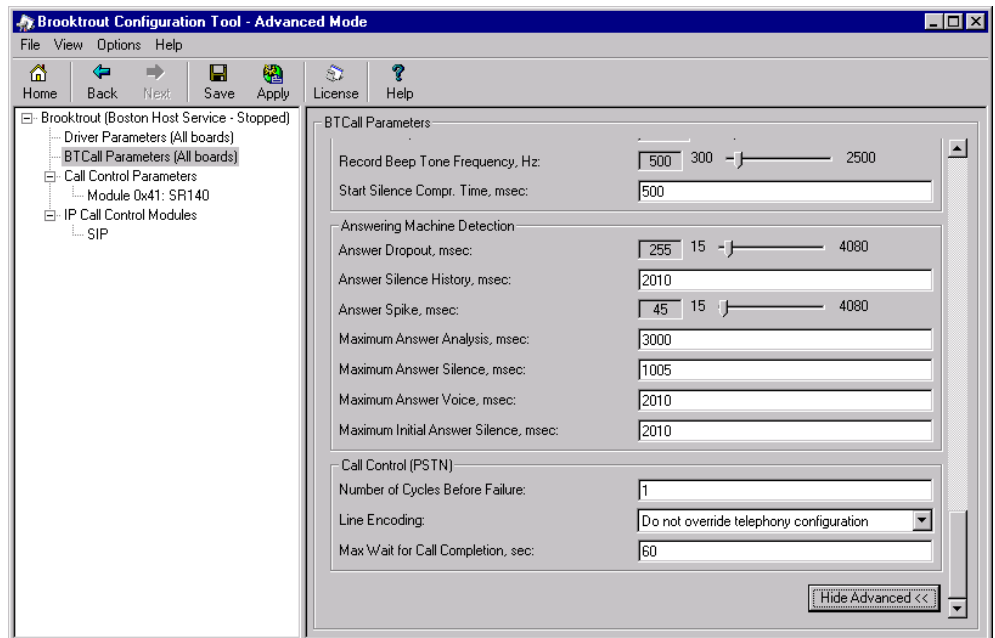 Brooktrout Configuration Tool - Advanced Mode
File View Options Help
Home Back Next Save Apply License Help
Brooktrout (Boston Host Service - Stopped)
Driver Parameters (All boards)
BTCall Parameters (All boards)
Call Control Parameters
Module 0x41: SR140
IP Call Control Modules
SIP
BTCall Parameters
Record Beep Tone Frequency, Hz: 500 300 2500
Start Silence Compr. Time, msec: 500
Answering Machine Detection
Answer Dropout, msec: 255 15 4080
Answer Silence History, msec: 2010
Answer Spike, msec: 45 15 4080
Maximum Answer Analysis, msec: 3000
Maximum Answer Silence, msec: 1005
Maximum Answer Voice, msec: 2010
Maximum Initial Answer Silence, msec: 2010
Call Control (PSTN)
Number of Cycles Before Failure: 1
Line Encoding: Do not override telephony configuration
Max Wait for Call Completion, sec: 60
Hide Advanced <<